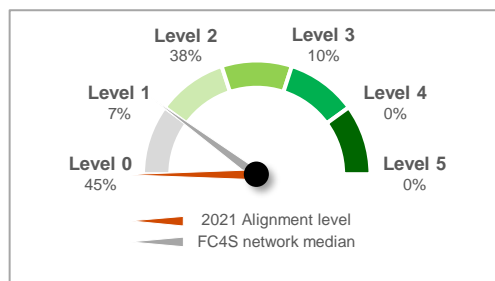 Level 2
38%
Level 3
10%
Level 1
7%
Level 4
0%
Level 0
45%
Level 5
0%
2021 Alignment level
FC4S network median